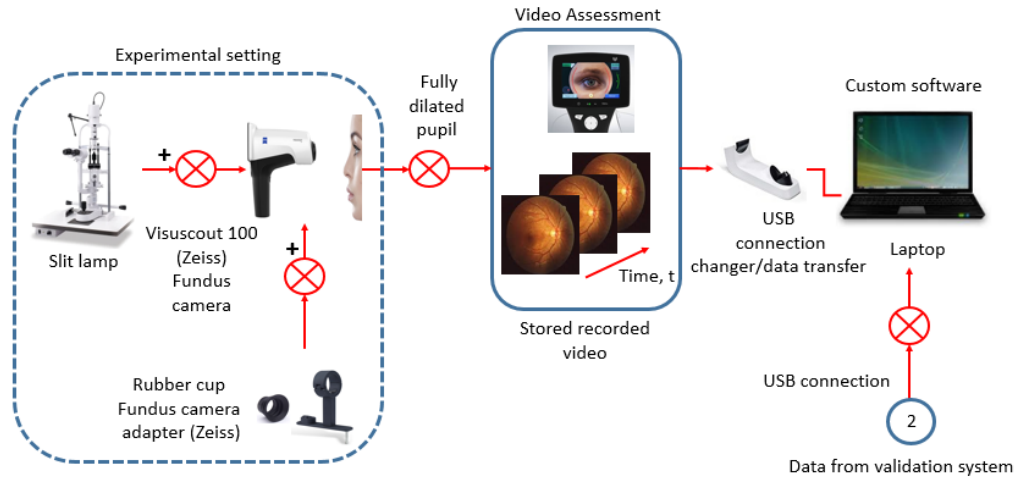 Video Assessment
Experimental setting
Fully
dilated
pupil
Custom software
+
Visuscout 100
(Zeiss)
Fundus
camera
Slit lamp
+
Time, t
USB
connection
changer/data transfer
Laptop
Stored recorded
video
Rubber cup
Fundus camera
adapter (Zeiss)
USB connection
2
Data from validation system